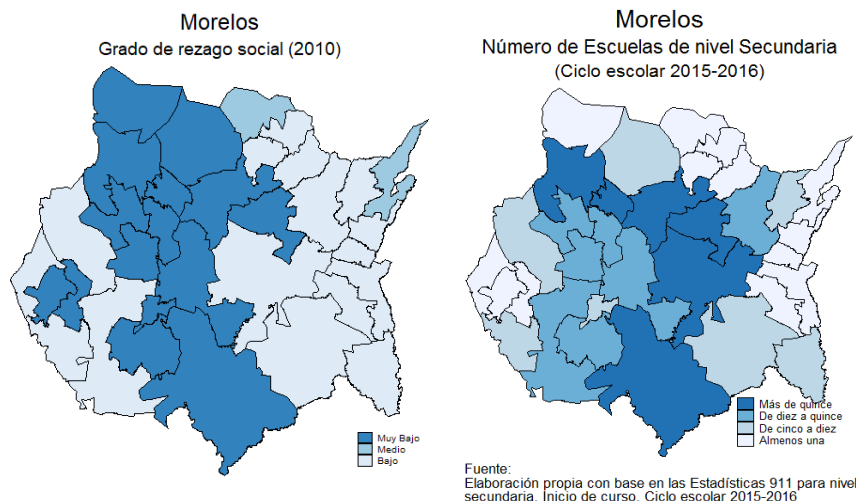 Morelos
Grado de rezago social (2010)
Muy Bajo
Medio
Bajo
Morelos
Número de Escuelas de nivel Secundaria
(Ciclo escolar 2015-2016)
Más de quince
De diez a quince
De cinco a diez
Almenos una
Fuente:
Elaboración propia con base en las Estadísticas 911 para nivel
secundaria. Inicio de curso. Ciclo escolar 2015-2016